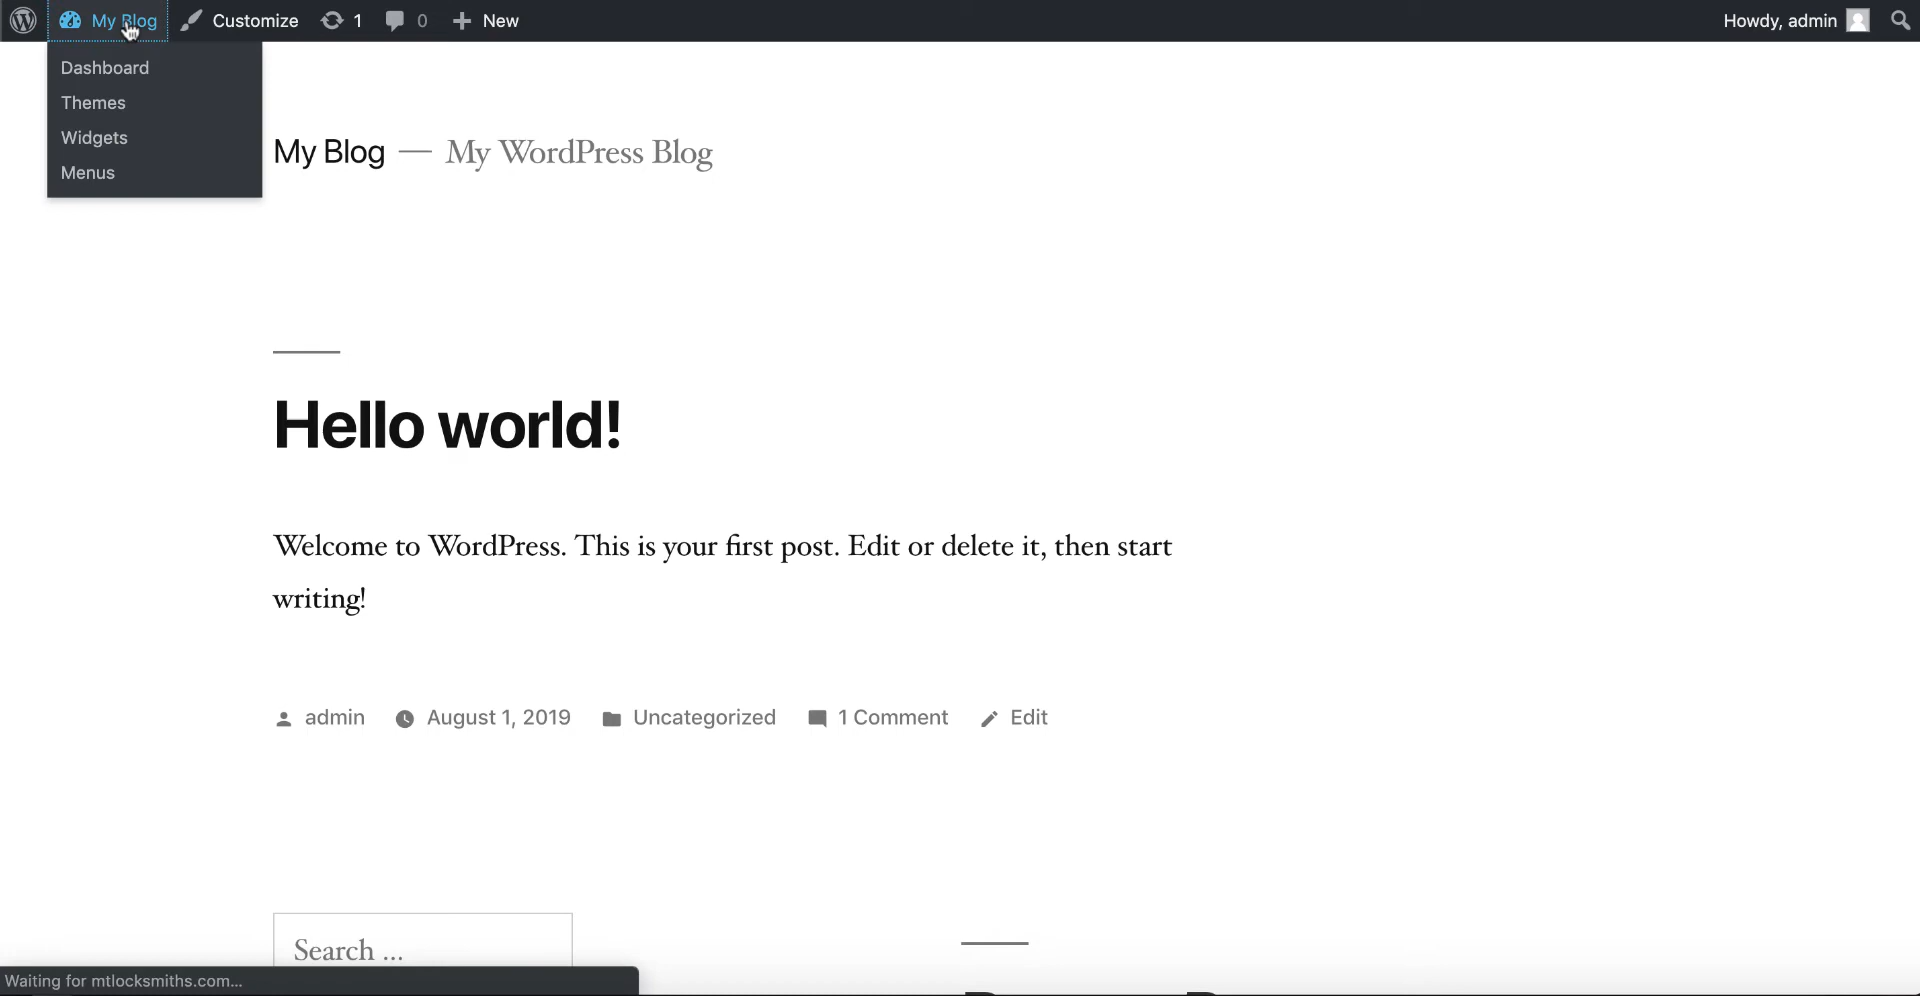 My Blog Customize 1 0 New Howdy, admin
Dashboard
Themes
Widgets
Menus
My Blog — My WordPress Blog
Hello world!
Welcome to WordPress. This is your first post. Edit or delete it, then start
writing!
admin August 1, 2019 Uncategorized 1 Comment Edit
Search ...
Waiting for mtlocksmiths.com...